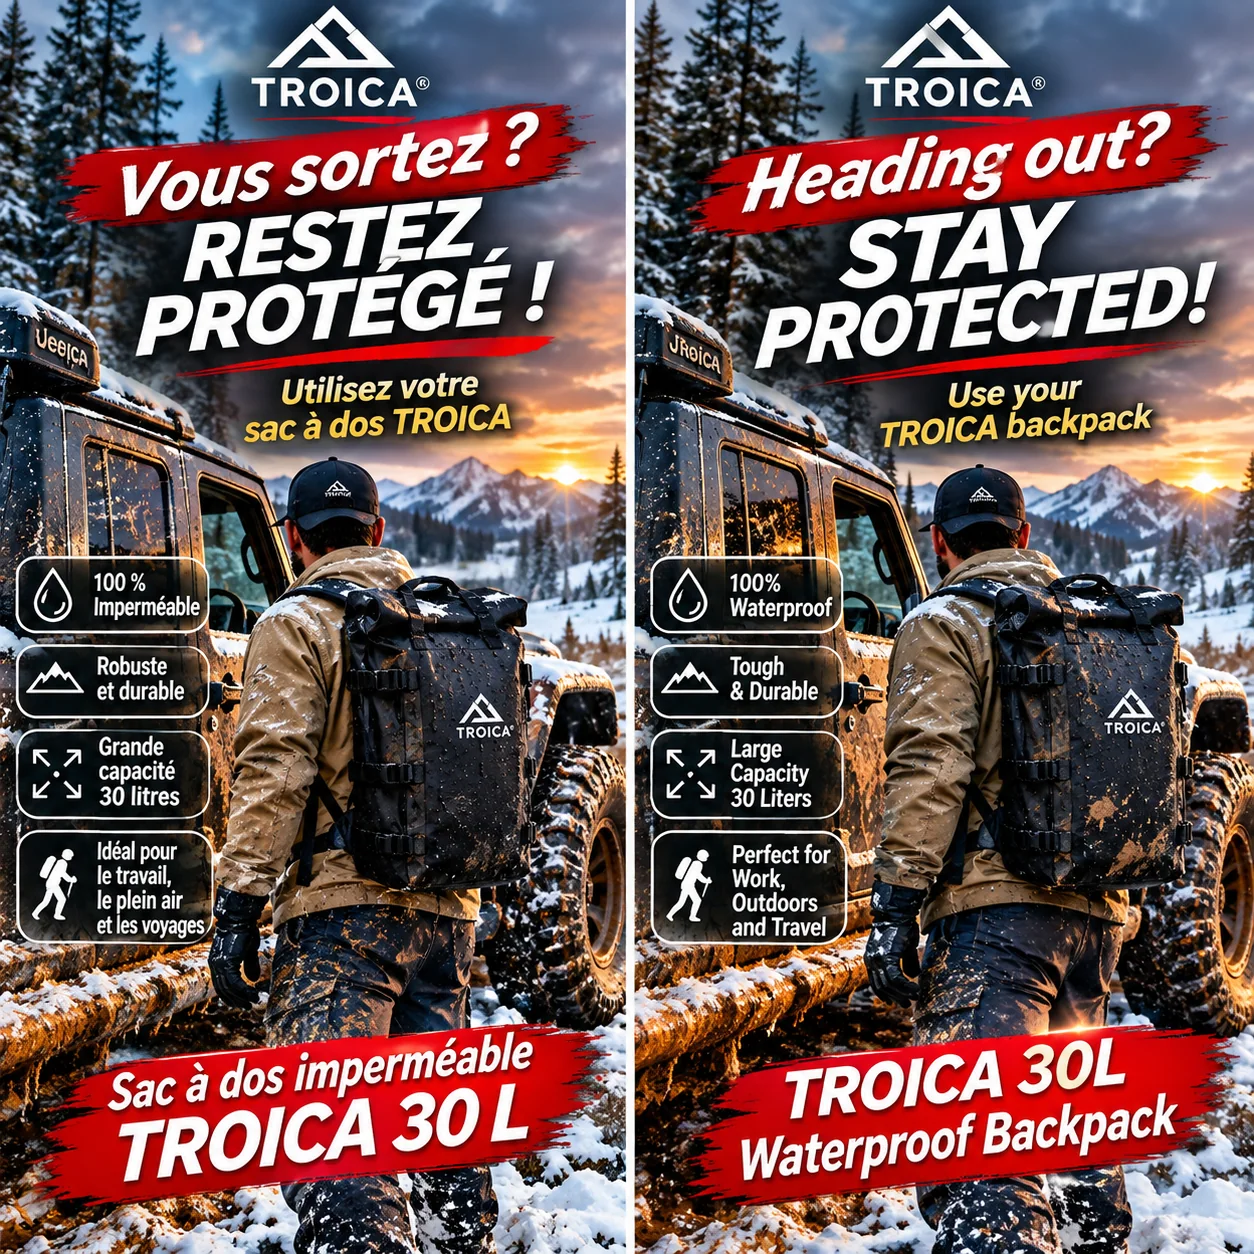 TROICA®
Vous sortez ?
RESTEZ
PROTÉGÉ !
Utilisez votre
sac à dos TROICA
100 %
Imperméable
Robuste
et durable
Grande
capacité
30 litres
Idéal pour
le travail,
le plein air
et les voyages
TROICA®
Sac à dos imperméable
TROICA 30 L
TROICA®
Heading out?
STAY
PROTECTED!
Use your
TROICA backpack
JROICA
100%
Waterproof
Tough
& Durable
Large
Capacity
30 Liters
Perfect for
Work,
Outdoors
and Travel
TROICA®
TROICA 30L
Waterproof Backpack